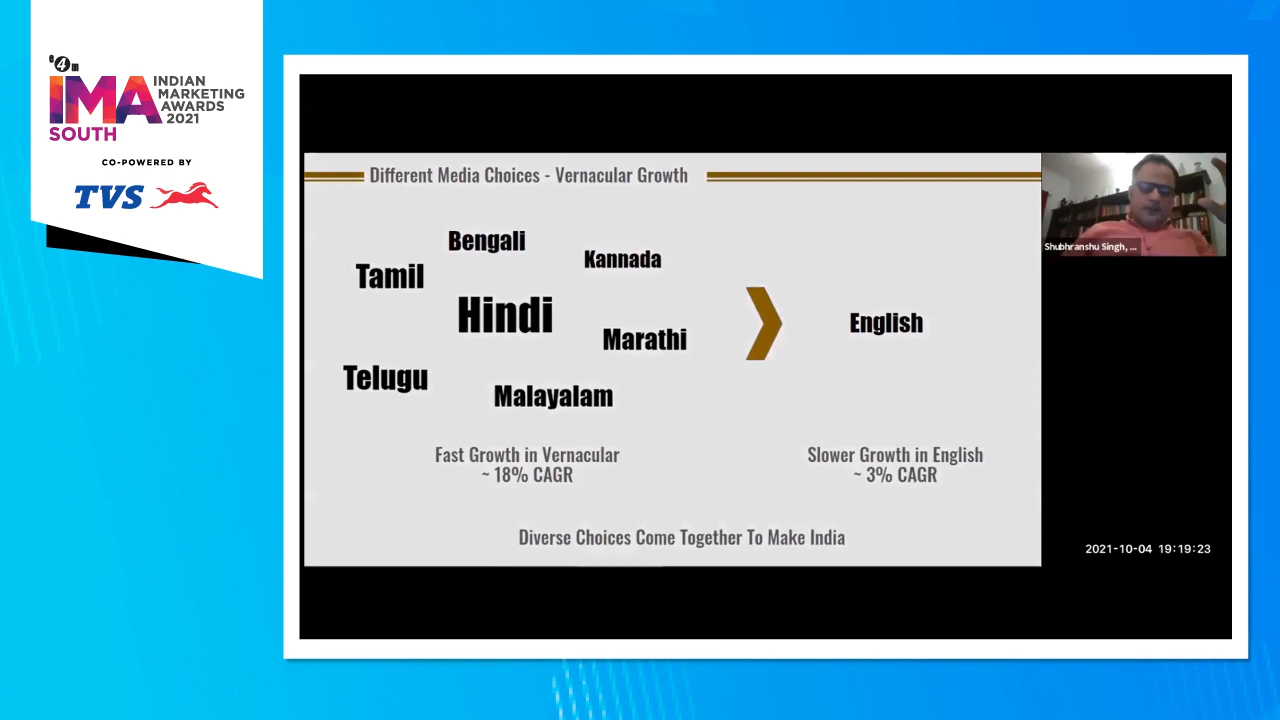 e4m
IMA
INDIAN
MARKETING
AWARDS
2021
SOUTH
CO-POWERED BY
TVS
Different Media Choices - Vernacular Growth
Bengali
Kannada
Tamil
Hindi
Marathi
English
Telugu
Malayalam
Fast Growth in Vernacular
~ 18% CAGR
Slower Growth in English
~ 3% CAGR
Diverse Choices Come Together To Make India
Shubhranshu Singh, ...
2021-10-04 19:19:23